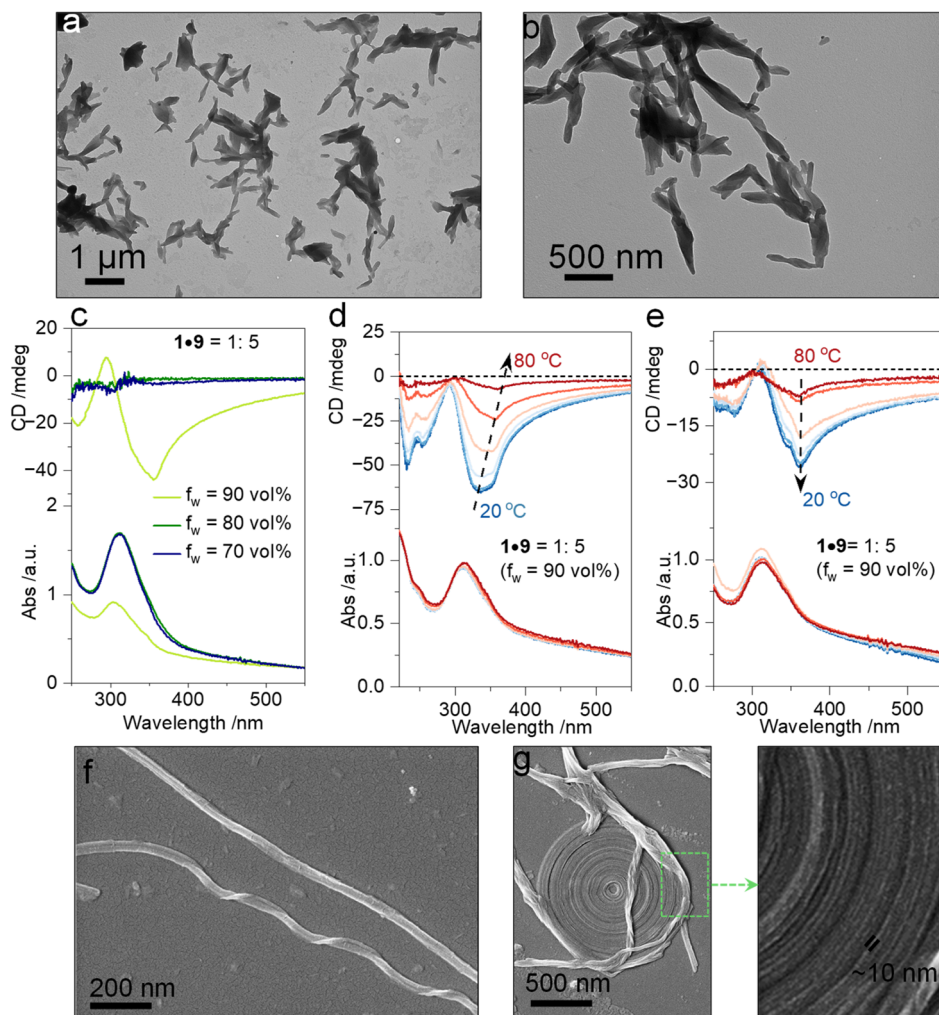 a
1 μm
b
500 nm
c
20
0
-20
-40
2
1
0
CD /mdeg
Abs /a.u.
1•9 = 1: 5
f_w = 90 vol%
f_w = 80 vol%
f_w = 70 vol%
300
400
500
Wavelength /nm
d
25
0
-25
-50
-75
1.0
0.5
0.0
CD /mdeg
Abs /a.u.
80 °C
20 °C
1•9 = 1: 5
(f_w = 90 vol%)
300
400
500
Wavelength /nm
e
0
-15
-30
1.0
0.5
0.0
CD /mdeg
Abs /a.u.
80 °C
20 °C
1•9= 1: 5
(f_w = 90 vol%)
300
400
500
Wavelength /nm
f
200 nm
g
500 nm
~10 nm